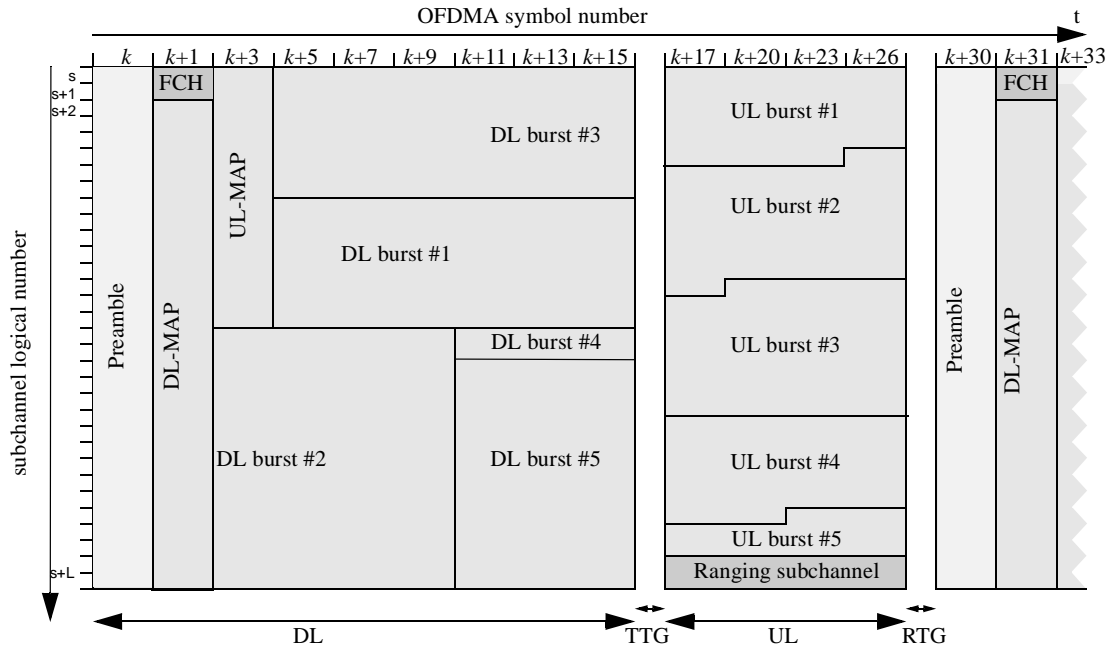 OFDMA symbol number
t
k k+1 k+3 k+5 k+7 k+9 k+11 k+13 k+15 k+17 k+20 k+23 k+26 k+30 k+31 k+33
s
s+1
s+2
s+L
subchannel logical number
Preamble
FCH
DL-MAP
UL-MAP
DL burst #3
DL burst #1
DL burst #4
DL burst #2
DL burst #5
UL burst #1
UL burst #2
UL burst #3
UL burst #4
UL burst #5
Ranging subchannel
Preamble
FCH
DL-MAP
DL TTG UL RTG